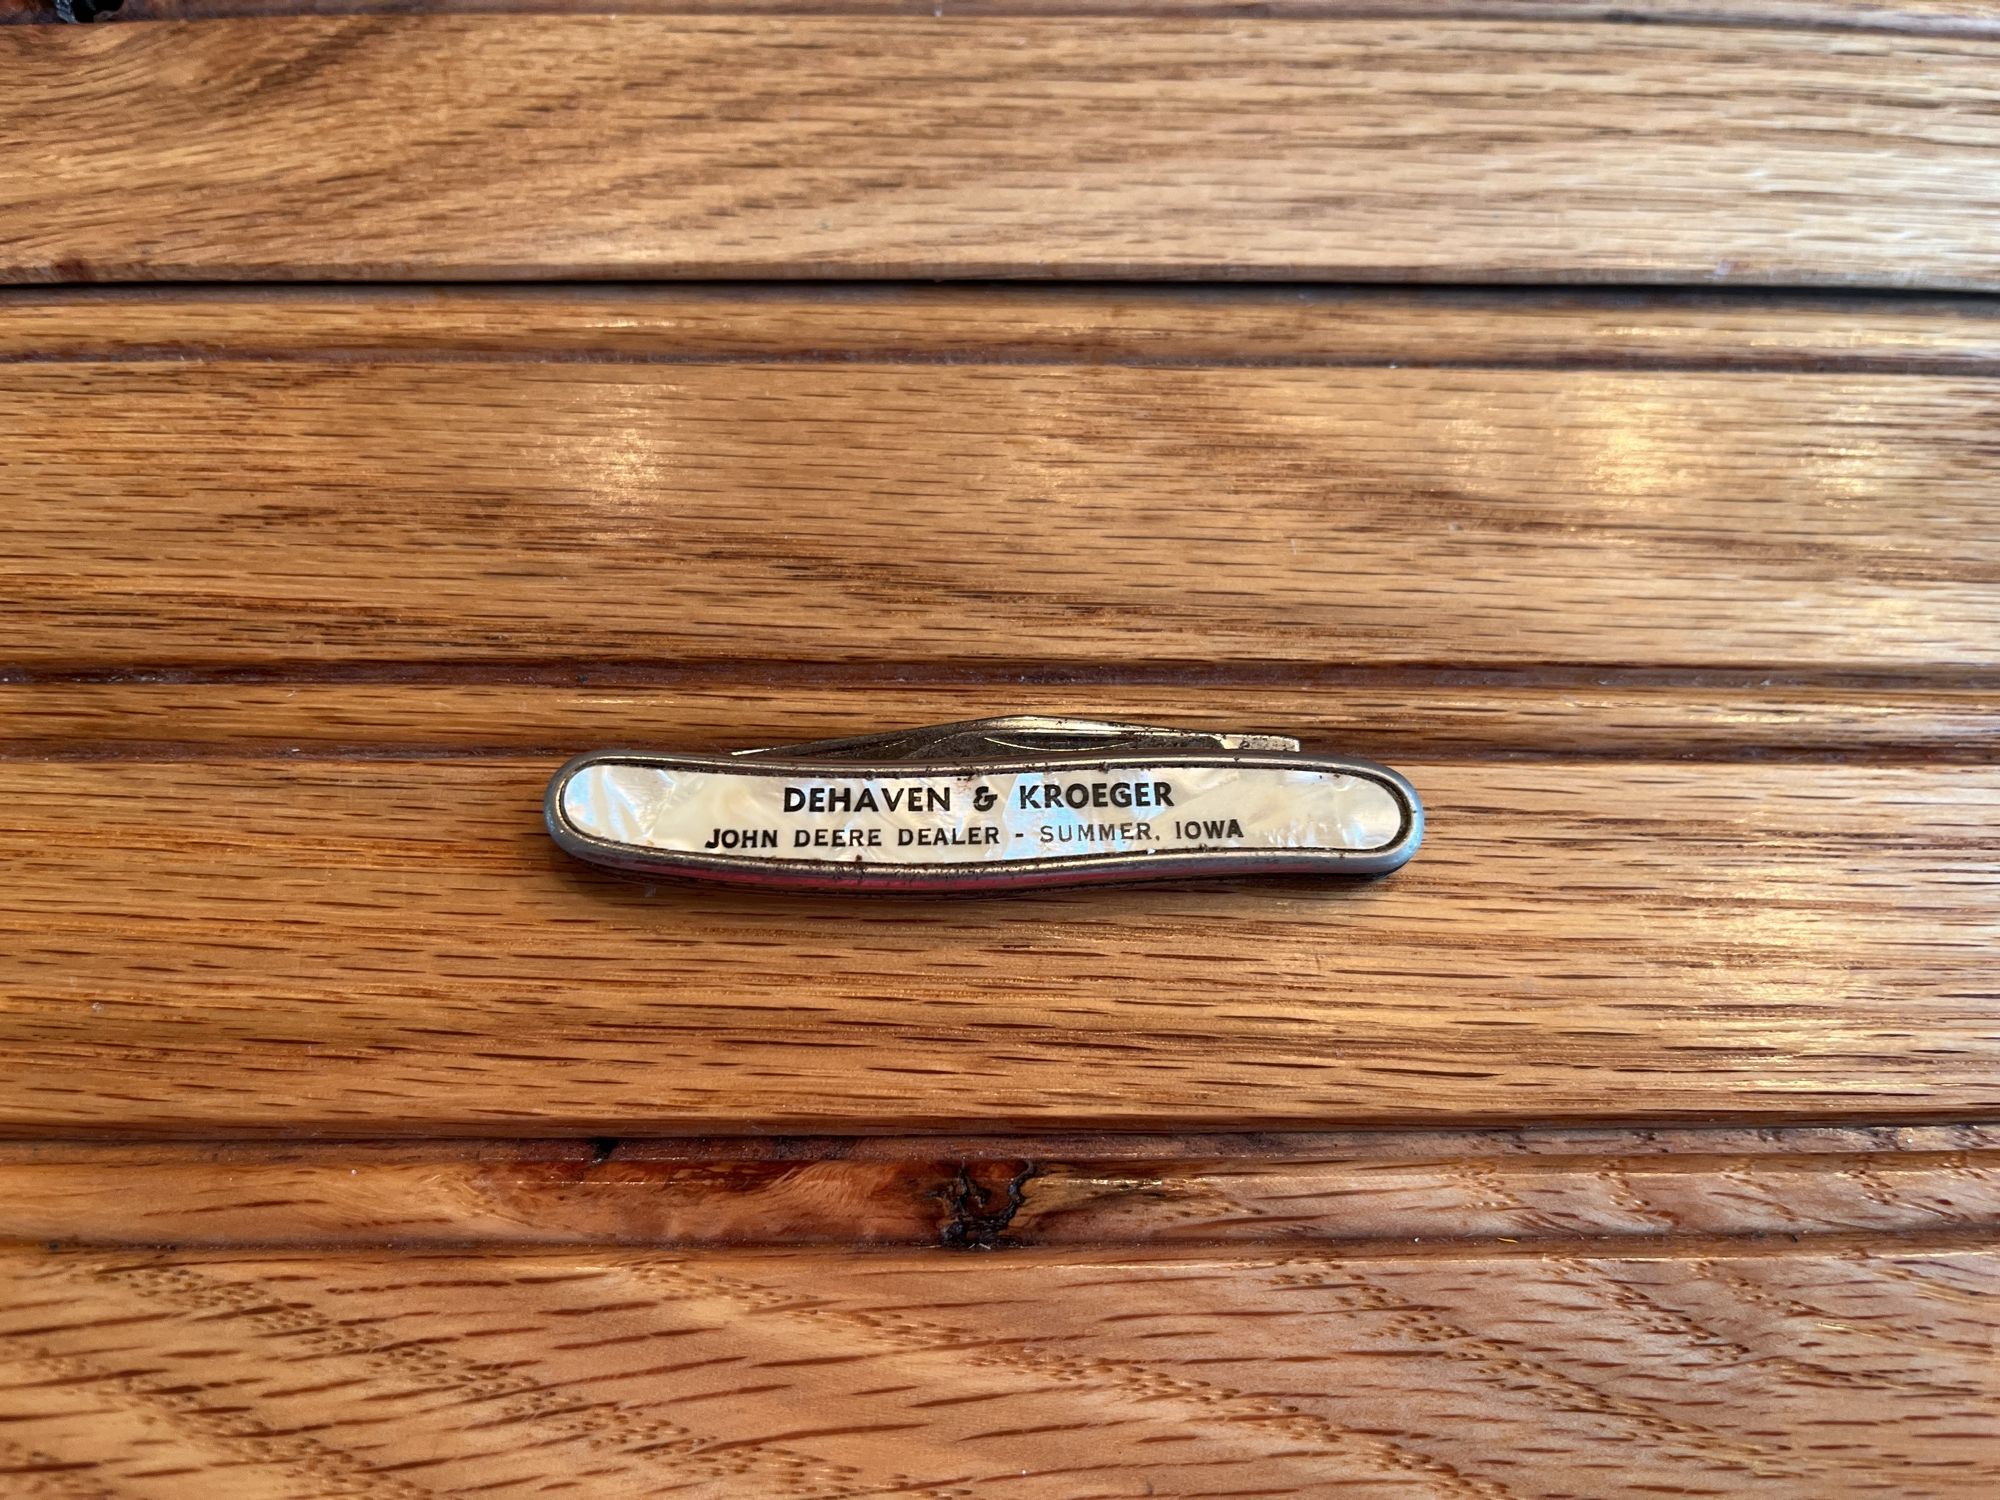 DEHAVEN & KROEGER
JOHN DEERE DEALER - SUMMER, IOWA